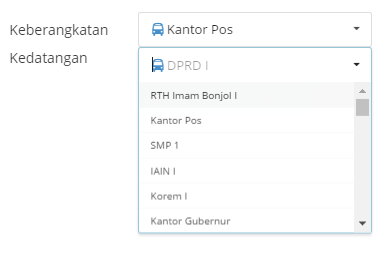 Keberangkatan
Kantor Pos
Kedatangan
DPRD I
RTH Imam Bonjol I
Kantor Pos
SMP 1
IAIN I
Korem I
Kantor Gubernur